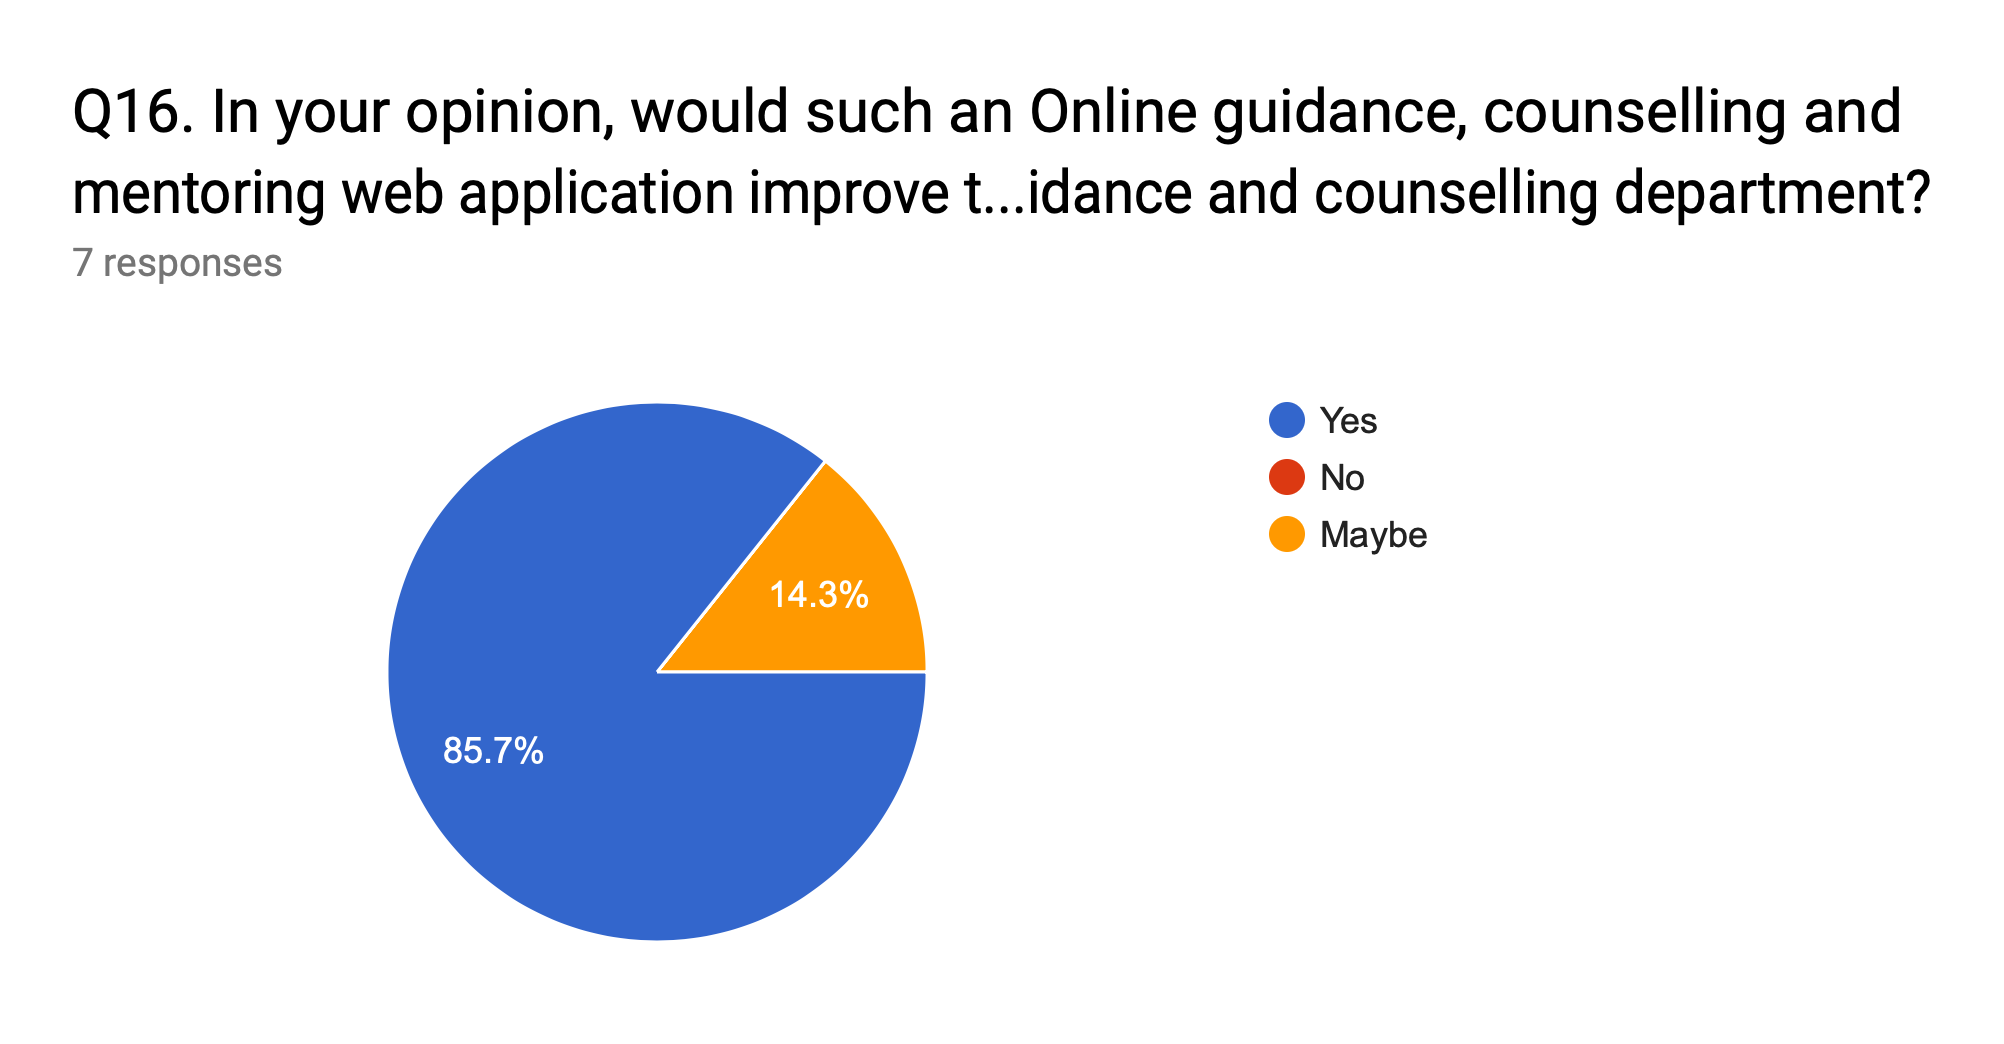 Q16. In your opinion, would such an Online guidance, counselling and
mentoring web application improve t...idance and counselling department?
7 responses
Yes
No
Maybe
14.3%
85.7%